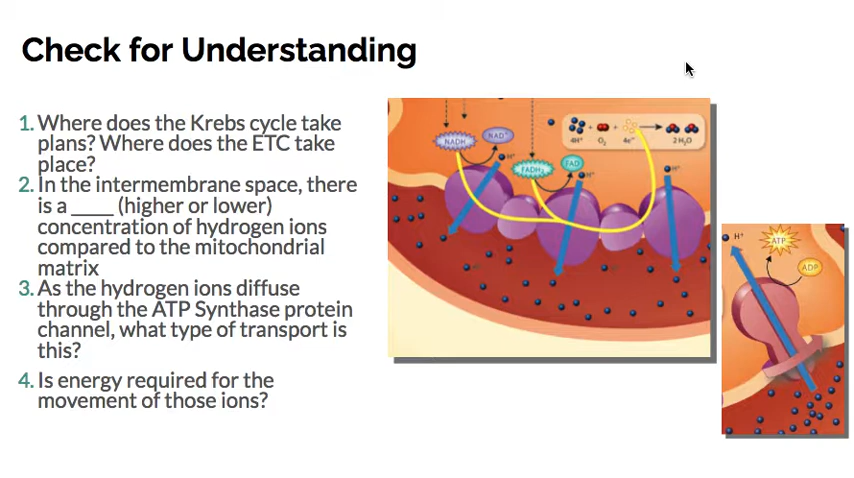 Check for Understanding
1. Where does the Krebs cycle take
plans? Where does the ETC take
place?
2. In the intermembrane space, there
is a ____ (higher or lower)
concentration of hydrogen ions
compared to the mitochondrial
matrix
3. As the hydrogen ions diffuse
through the ATP Synthase protein
channel, what type of transport is
this?
4. Is energy required for the
movement of those ions?
NADH
NAD⁺
H⁺
FADH₂
FAD
H⁺
+ + →
4H⁺ O₂ 4e⁻ 2 H₂O
H⁺
H⁺
H⁺
ATP
ADP